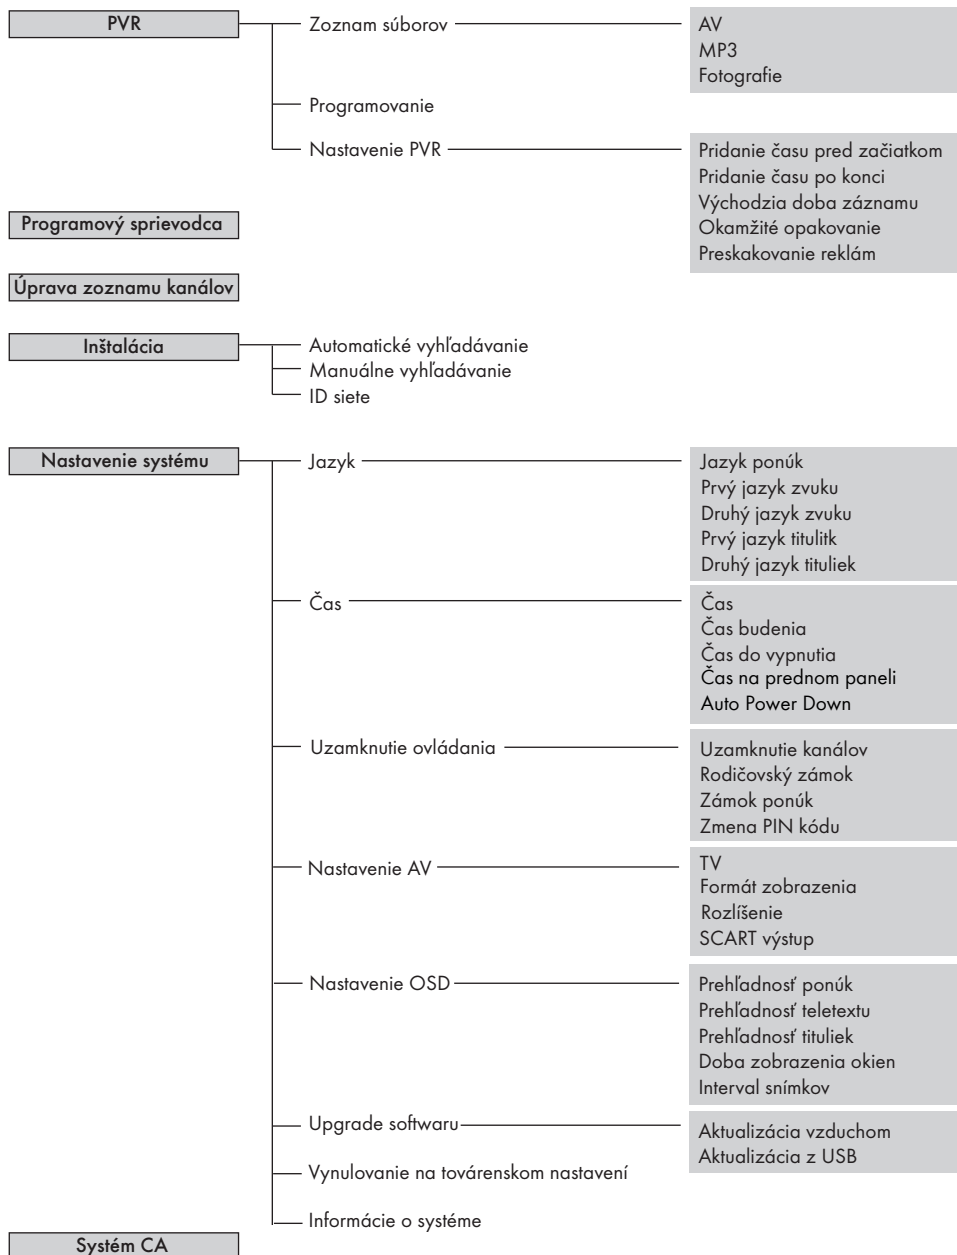 PVR
Zoznam súborov
AV
MP3
Fotografie
Programovanie
Nastavenie PVR
Pridanie času pred začiatkom
Pridanie času po konci
Východzia doba záznamu
Okamžité opakovanie
Preskakovanie reklám
Programový sprievodca
Úprava zoznamu kanálov
Inštalácia
Automatické vyhľadávanie
Manuálne vyhľadávanie
ID siete
Nastavenie systému
Jazyk
Jazyk ponúk
Prvý jazyk zvuku
Druhý jazyk zvuku
Prvý jazyk titulitk
Druhý jazyk tituliek
Čas
Čas
Čas budenia
Čas do vypnutia
Čas na prednom paneli
Auto Power Down
Uzamknutie ovládania
Uzamknutie kanálov
Rodičovský zámok
Zámok ponúk
Zmena PIN kódu
Nastavenie AV
TV
Formát zobrazenia
Rozlíšenie
SCART výstup
Nastavenie OSD
Prehľadnosť ponúk
Prehľadnosť teletextu
Prehľadnosť tituliek
Doba zobrazenia okien
Interval snímkov
Upgrade softwaru
Aktualizácia vzduchom
Aktualizácia z USB
Vynulovanie na továrenskom nastavení
Informácie o systéme
Systém CA